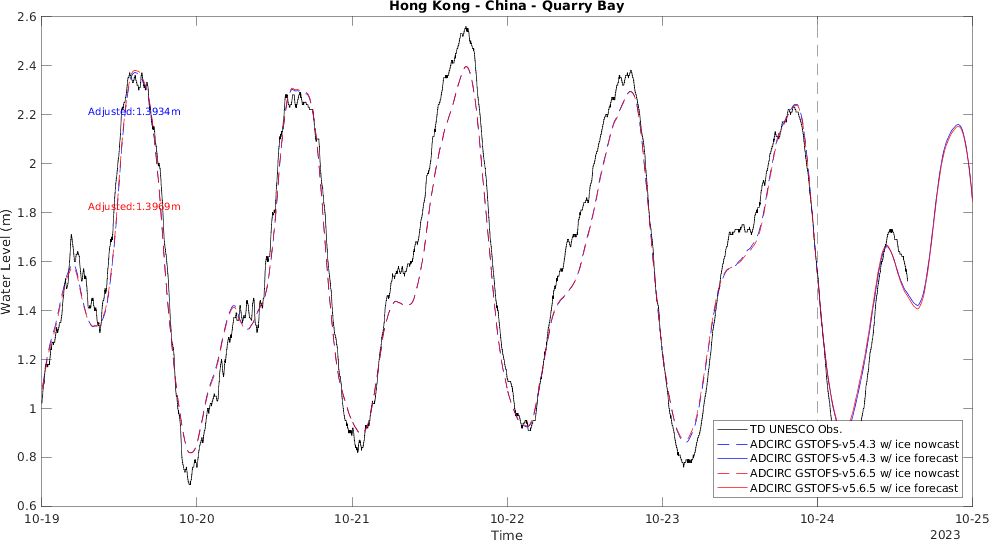 Hong Kong - China - Quarry Bay
2.6
2.4
2.2
2
1.8
1.6
1.4
1.2
1
0.8
0.6
Water Level (m)
Adjusted:1.3934m
Adjusted:1.3969m
TD UNESCO Obs.
ADCIRC GSTOFS-v5.4.3 w/ ice nowcast
ADCIRC GSTOFS-v5.4.3 w/ ice forecast
ADCIRC GSTOFS-v5.6.5 w/ ice nowcast
ADCIRC GSTOFS-v5.6.5 w/ ice forecast
10-19 10-20 10-21 10-22 10-23 10-24 10-25
Time
2023